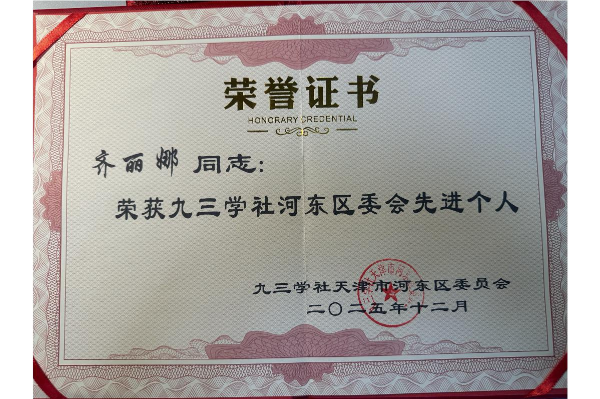 荣誉证书
HONORARY CREDENTIAL
齐丽娜 同志：
荣获九三学社河东区委会先进个人
九三学社天津市河东区委员会
二〇二五年十二月